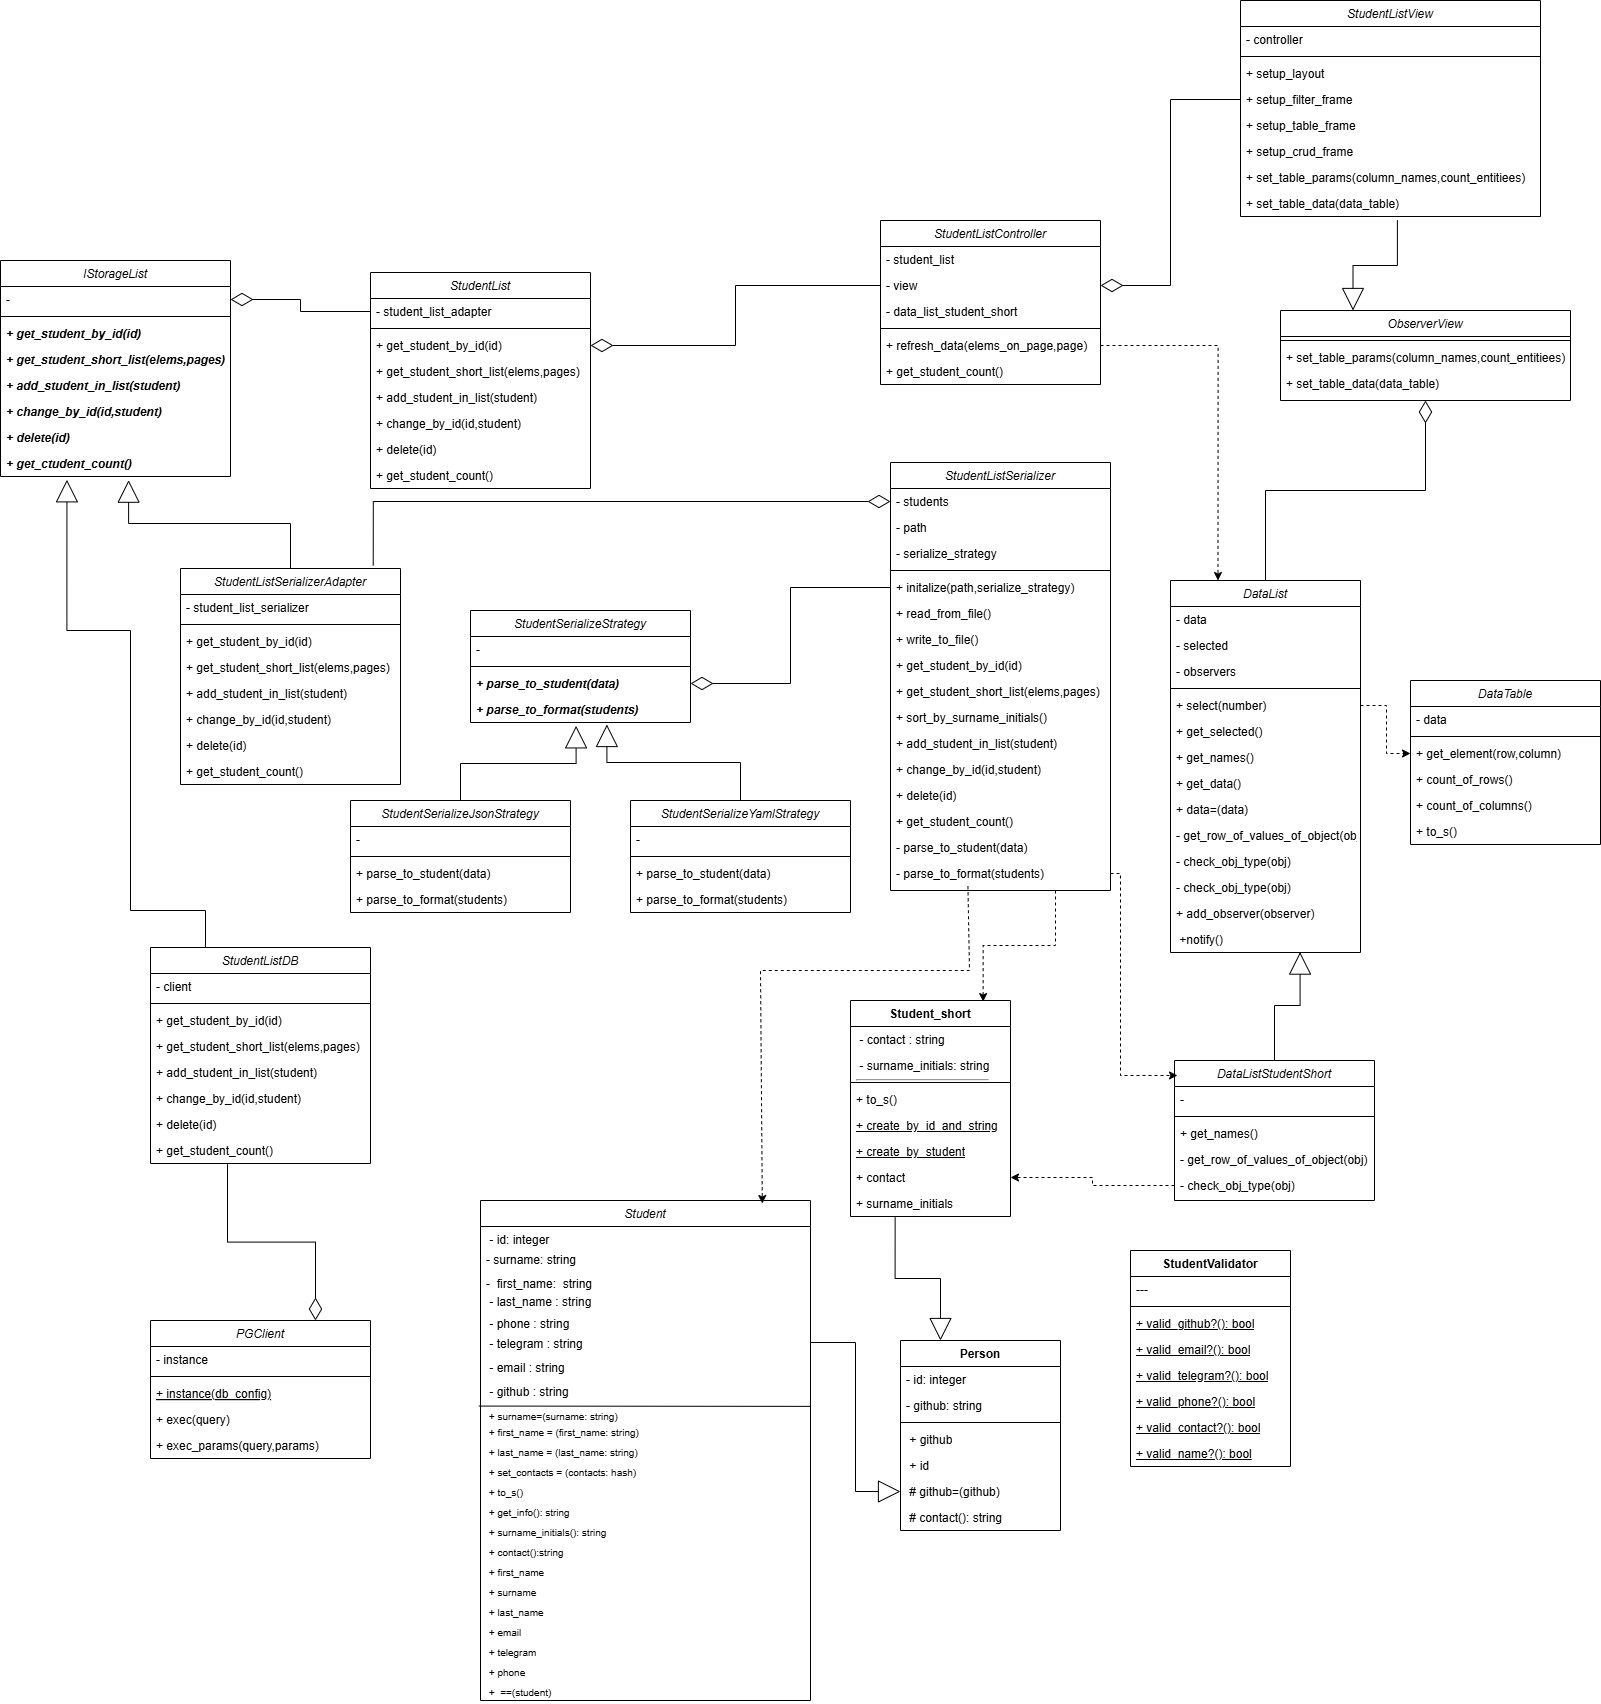 StudentListView
- controller
+ setup_layout
+ setup_filter_frame
+ setup_table_frame
+ setup_crud_frame
+ set_table_params(column_names,count_entitiees)
+ set_table_data(data_table)
StudentListController
- student_list
- view
- data_list_student_short
+ refresh_data(elems_on_page,page)
+ get_student_count()
IStorageList
-
+ get_student_by_id(id)
+ get_student_short_list(elems,pages)
+ add_student_in_list(student)
+ change_by_id(id,student)
+ delete(id)
+ get_ctudent_count()
StudentList
- student_list_adapter
+ get_student_by_id(id)
+ get_student_short_list(elems,pages)
+ add_student_in_list(student)
+ change_by_id(id,student)
+ delete(id)
+ get_student_count()
ObserverView
+ set_table_params(column_names,count_entitiees)
+ set_table_data(data_table)
StudentListSerializer
- students
- path
- serialize_strategy
+ initalize(path,serialize_strategy)
+ read_from_file()
+ write_to_file()
+ get_student_by_id(id)
+ get_student_short_list(elems,pages)
+ sort_by_surname_initials()
+ add_student_in_list(student)
+ change_by_id(id,student)
+ delete(id)
+ get_student_count()
- parse_to_student(data)
- parse_to_format(students)
StudentListSerializerAdapter
- student_list_serializer
+ get_student_by_id(id)
+ get_student_short_list(elems,pages)
+ add_student_in_list(student)
+ change_by_id(id,student)
+ delete(id)
+ get_student_count()
StudentSerializeStrategy
-
+ parse_to_student(data)
+ parse_to_format(students)
DataList
- data
- selected
- observers
+ select(number)
+ get_selected()
+ get_names()
+ get_data()
+ data=(data)
- get_row_of_values_of_object(ob
- check_obj_type(obj)
- check_obj_type(obj)
+ add_observer(observer)
+notify()
DataTable
- data
+ get_element(row,column)
+ count_of_rows()
+ count_of_columns()
+ to_s()
StudentSerializeJsonStrategy
-
+ parse_to_student(data)
+ parse_to_format(students)
StudentSerializeYamlStrategy
-
+ parse_to_student(data)
+ parse_to_format(students)
StudentListDB
- client
+ get_student_by_id(id)
+ get_student_short_list(elems,pages)
+ add_student_in_list(student)
+ change_by_id(id,student)
+ delete(id)
+ get_student_count()
Student_short
- contact : string
- surname_initials: string
+ to_s()
+ create_by_id_and_string
+ create_by_student
+ contact
+ surname_initials
DataListStudentShort
-
+ get_names()
- get_row_of_values_of_object(obj)
- check_obj_type(obj)
Student
- id: integer
- surname: string
- first_name: string
- last_name : string
- phone : string
- telegram : string
- email : string
- github : string
+ surname=(surname: string)
+ first_name = (first_name: string)
+ last_name = (last_name: string)
+ set_contacts = (contacts: hash)
+ to_s()
+ get_info(): string
+ surname_initials(): string
+ contact():string
+ first_name
+ surname
+ last_name
+ email
+ telegram
+ phone
+ ==(student)
StudentValidator
---
+ valid_github?(): bool
+ valid_email?(): bool
+ valid_telegram?(): bool
+ valid_phone?(): bool
+ valid_contact?(): bool
+ valid_name?(): bool
PGClient
- instance
+ instance(db_config)
+ exec(query)
+ exec_params(query,params)
Person
- id: integer
- github: string
+ github
+ id
# github=(github)
# contact(): string